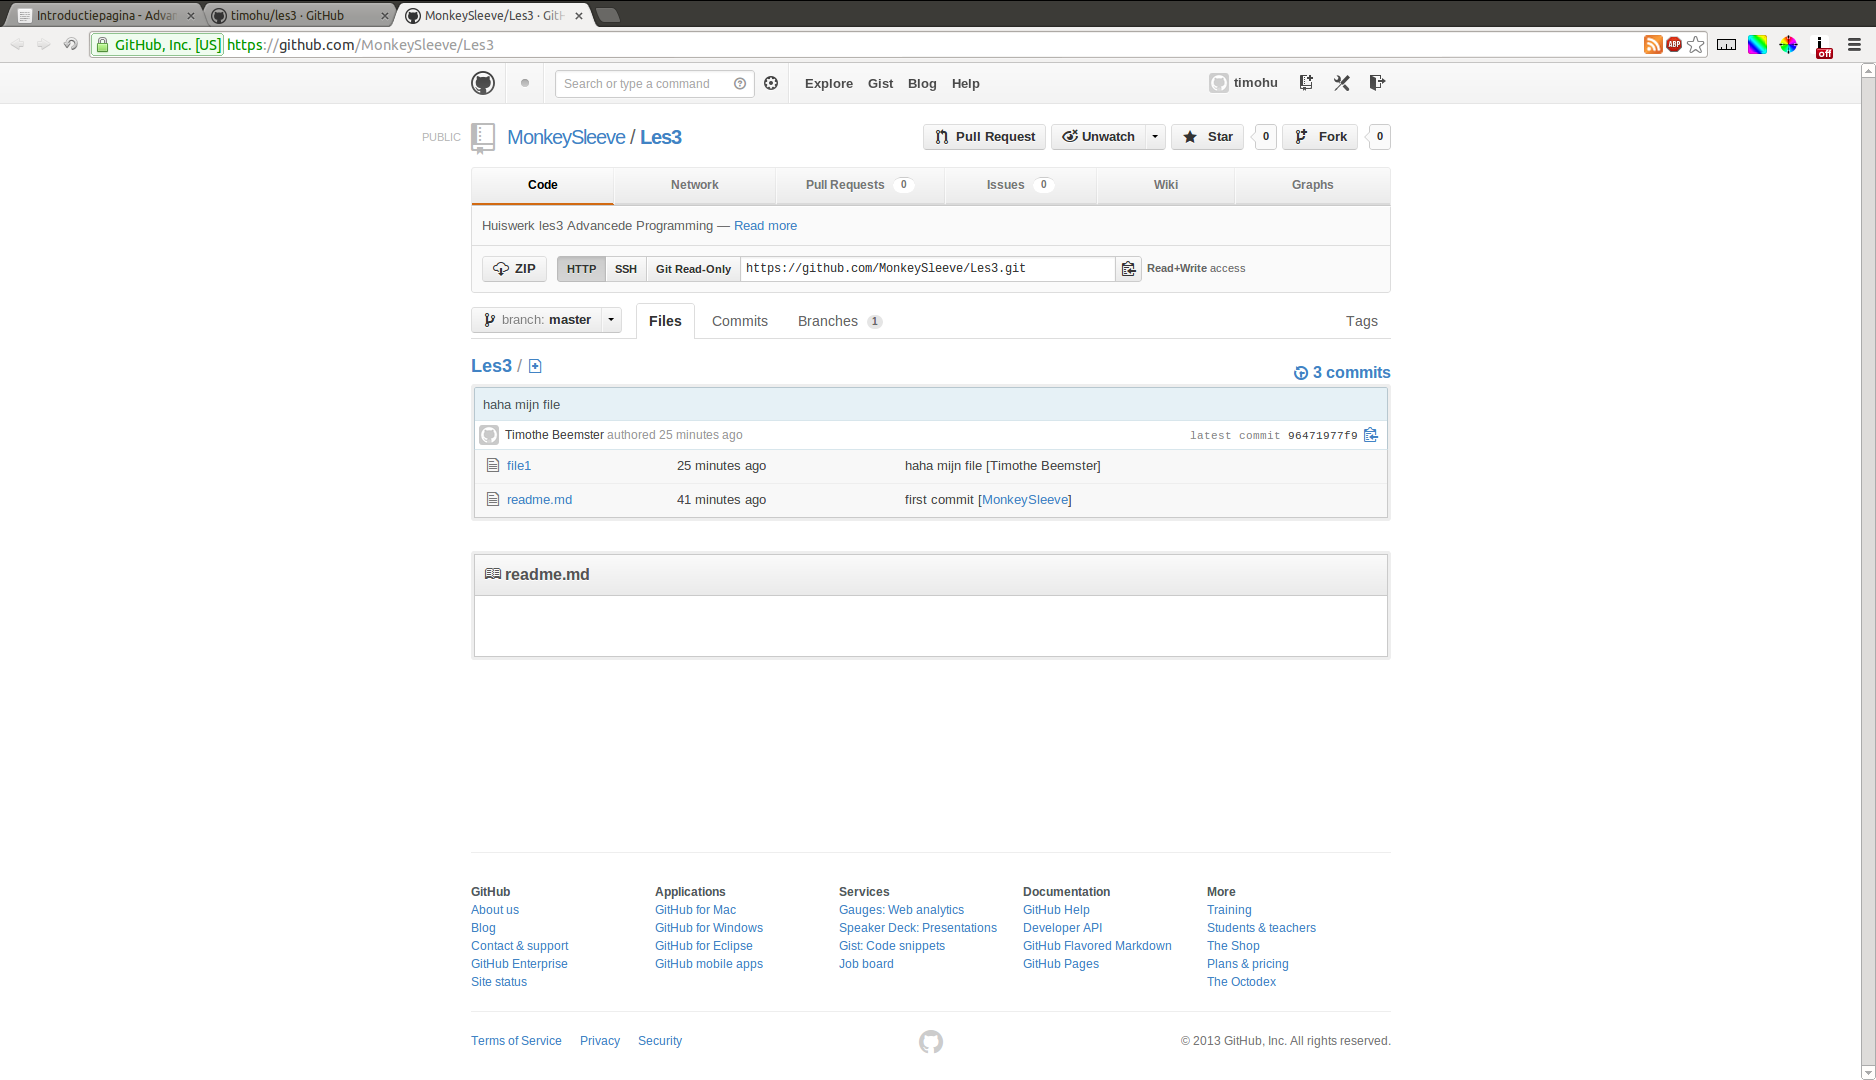 Introductiepagina - Adva
timohu/les3 · GitHub
MonkeySleeve/Les3 · GitH
GitHub, Inc. [US] https://github.com/MonkeySleeve/Les3
ABP
off
Search or type a command
Explore Gist Blog Help
timohu
PUBLIC
MonkeySleeve / Les3
Pull Request Unwatch Star 0 Fork 0
Code Network Pull Requests 0 Issues 0 Wiki Graphs
Huiswerk les3 Advancede Programming — Read more
ZIP HTTP SSH Git Read-Only https://github.com/MonkeySleeve/Les3.git Read+Write access
branch: master Files Commits Branches 1 Tags
Les3 /
3 commits
haha mijn file
Timothe Beemster authored 25 minutes ago latest commit 96471977f9
file1 25 minutes ago haha mijn file [Timothe Beemster]
readme.md 41 minutes ago first commit [MonkeySleeve]
readme.md
GitHub
About us
Blog
Contact & support
GitHub Enterprise
Site status
Applications
GitHub for Mac
GitHub for Windows
GitHub for Eclipse
GitHub mobile apps
Services
Gauges: Web analytics
Speaker Deck: Presentations
Gist: Code snippets
Job board
Documentation
GitHub Help
Developer API
GitHub Flavored Markdown
GitHub Pages
More
Training
Students & teachers
The Shop
Plans & pricing
The Octodex
Terms of Service Privacy Security
© 2013 GitHub, Inc. All rights reserved.